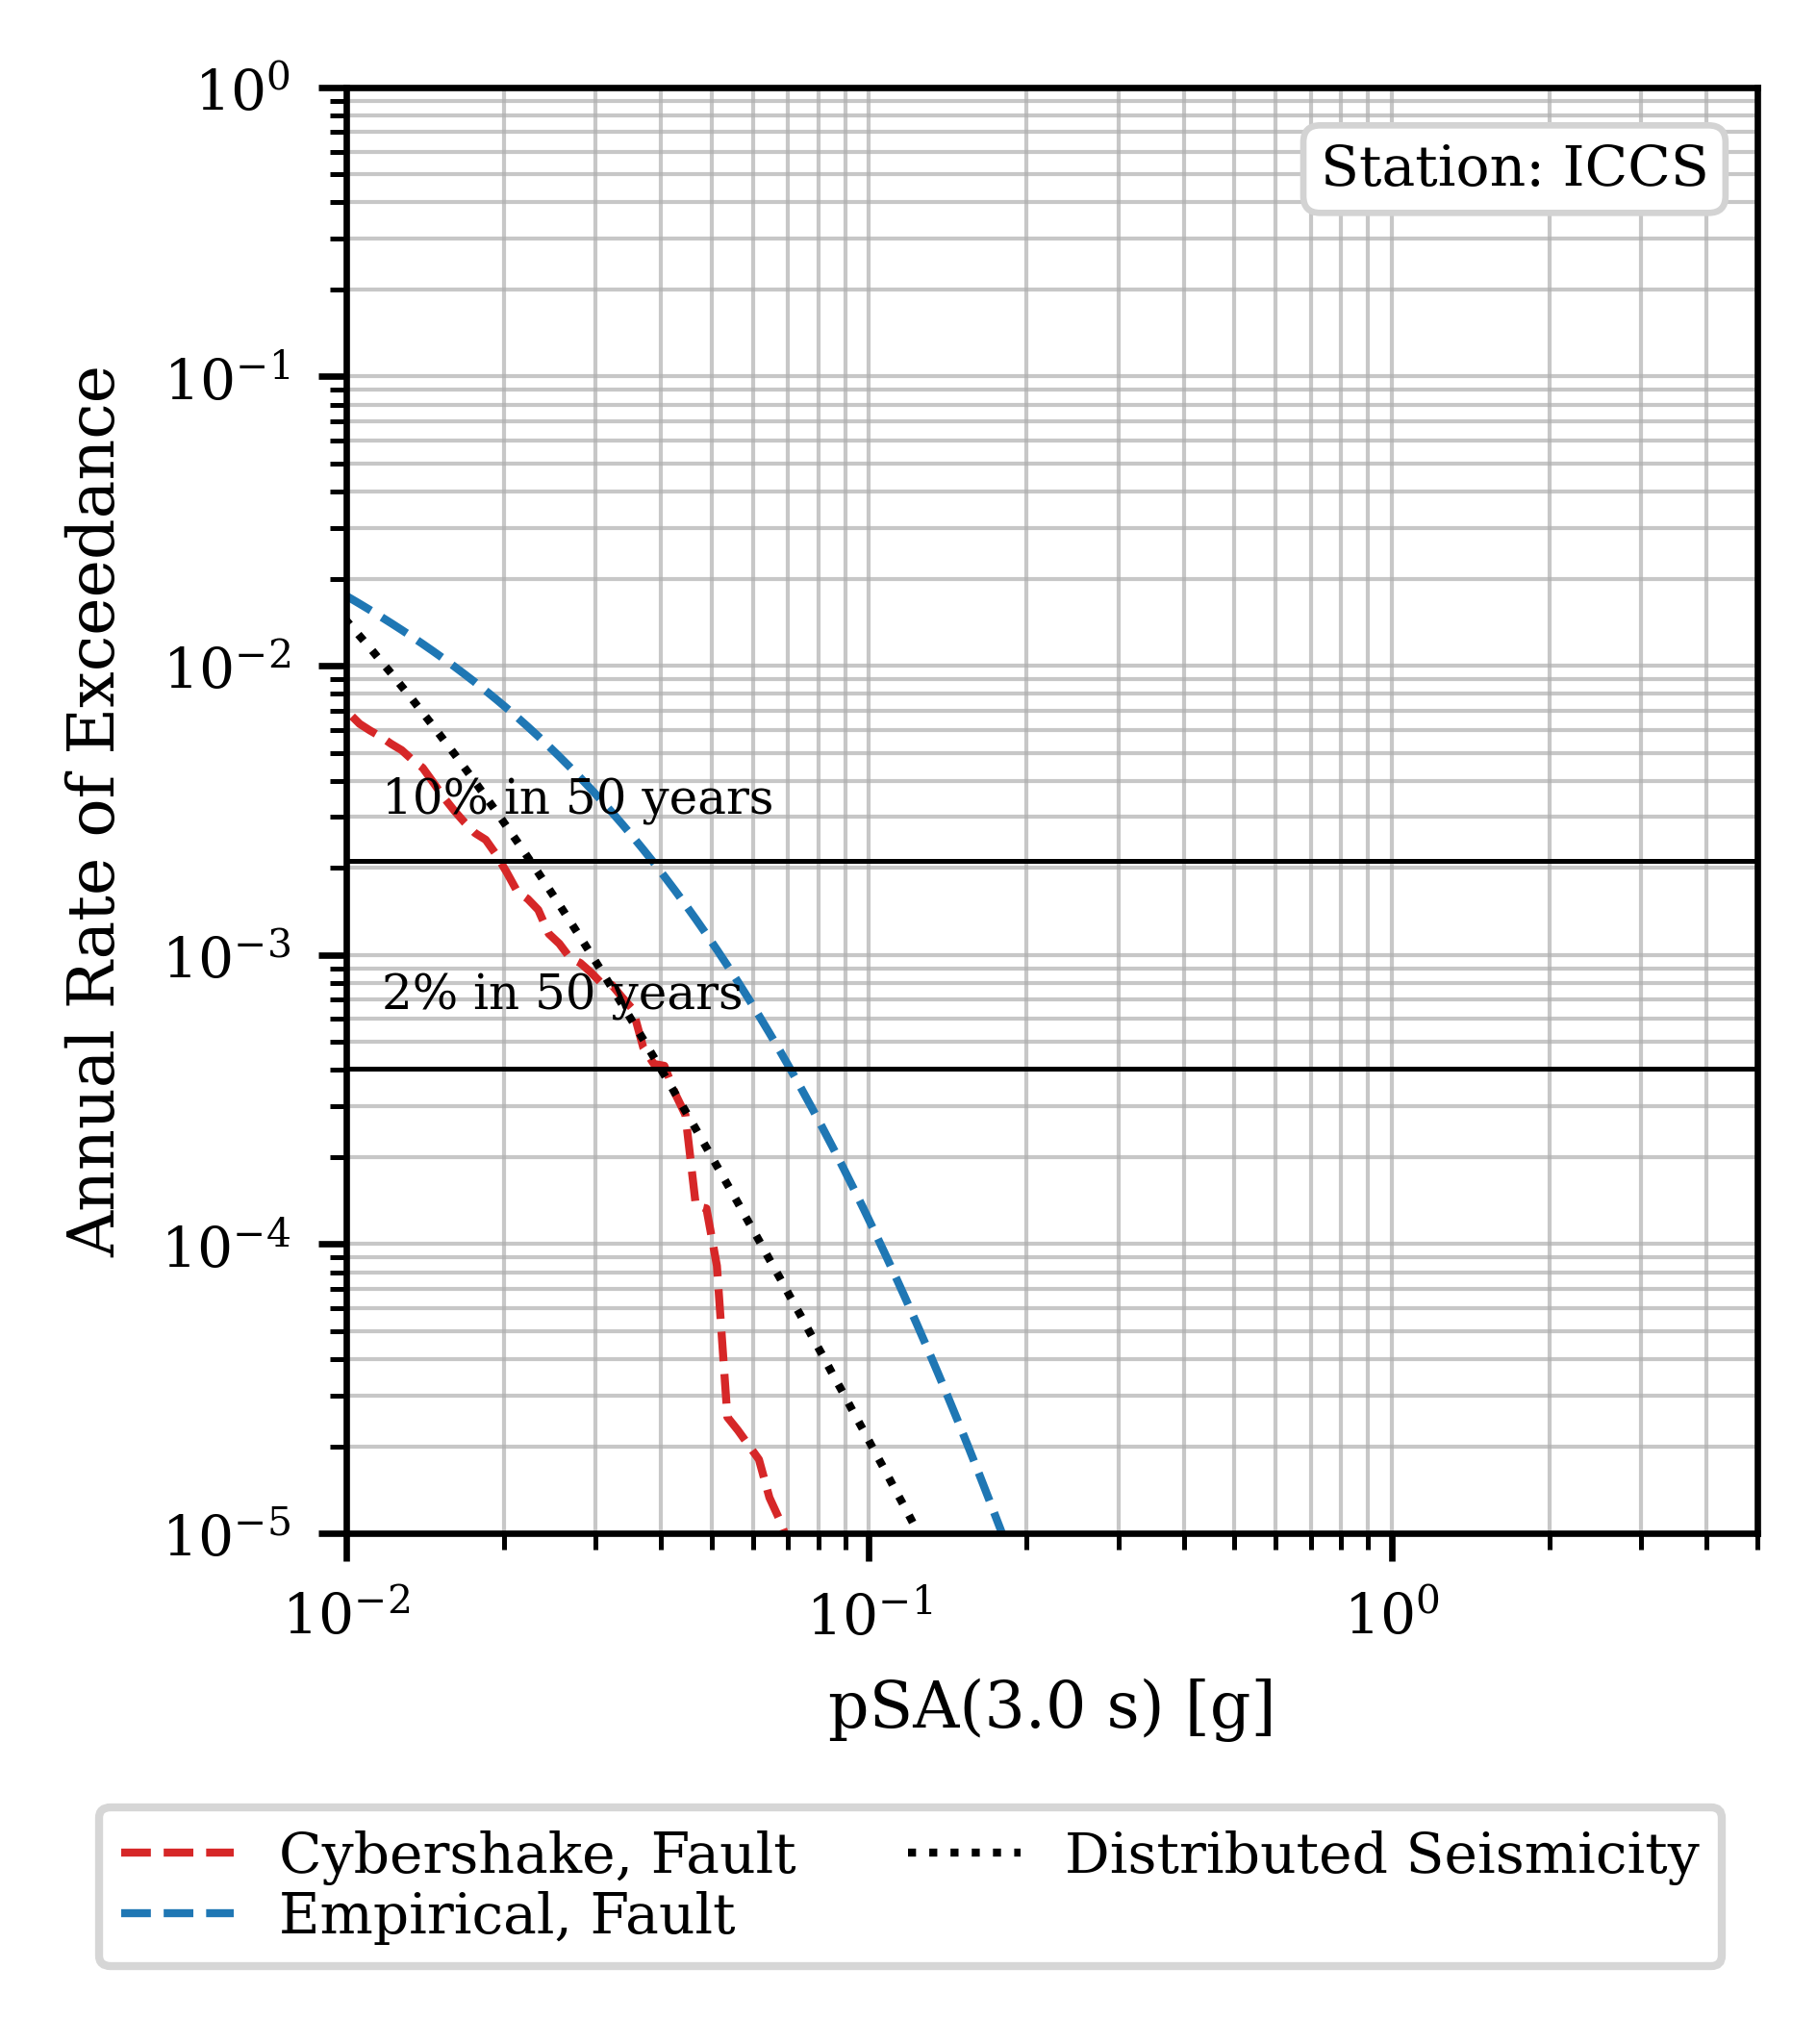 10⁰
Station: ICCS
10⁻¹
10⁻²
10% in 50 years
10⁻³
2% in 50 years
10⁻⁴
10⁻⁵
Annual Rate of Exceedance
10⁻² 10⁻¹ 10⁰
pSA(3.0 s) [g]
Cybershake, Fault
Empirical, Fault
Distributed Seismicity